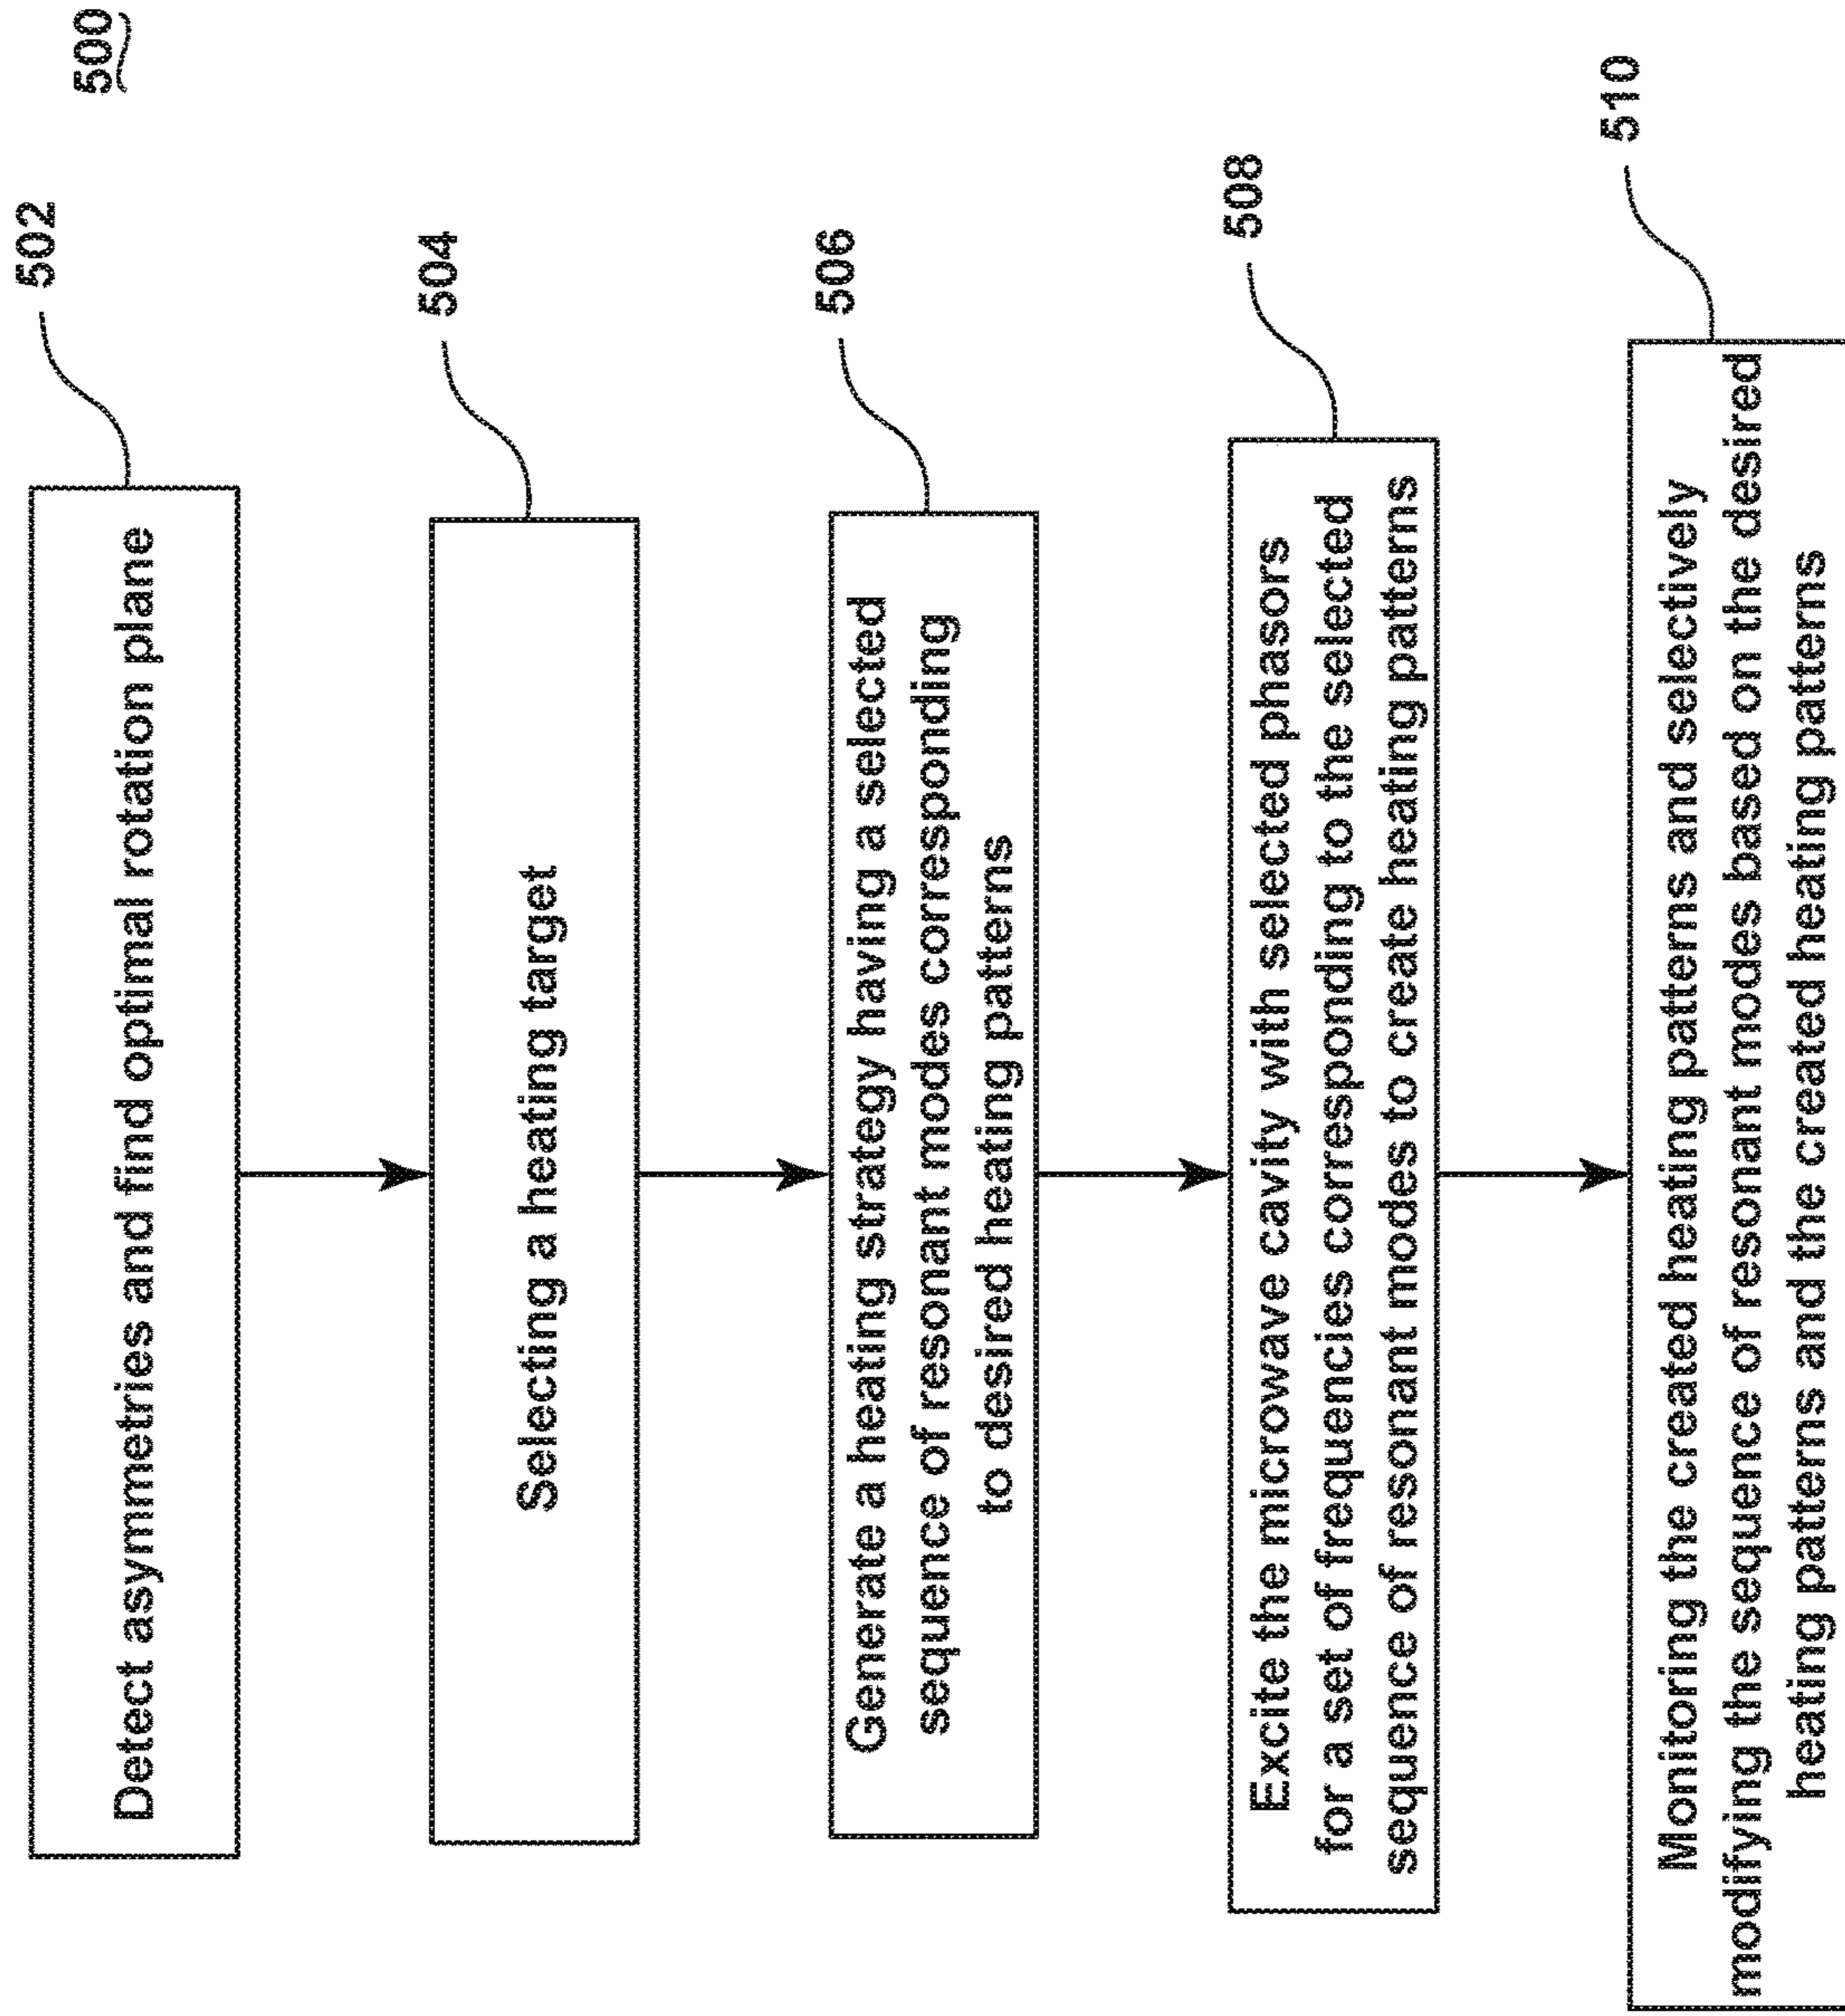 500
502
Detect asymmetries and find optimal rotation plane
504
Selecting a heating target
506
Generate a heating strategy having a selected
sequence of resonant modes corresponding
to desired heating patterns
508
Excite the microwave cavity with selected phasors
for a set of frequencies corresponding to the selected
sequence of resonant modes to create heating patterns
510
Monitoring the created heating patterns and selectively
modifying the sequence of resonant modes based on the desired
heating patterns and the created heating patterns